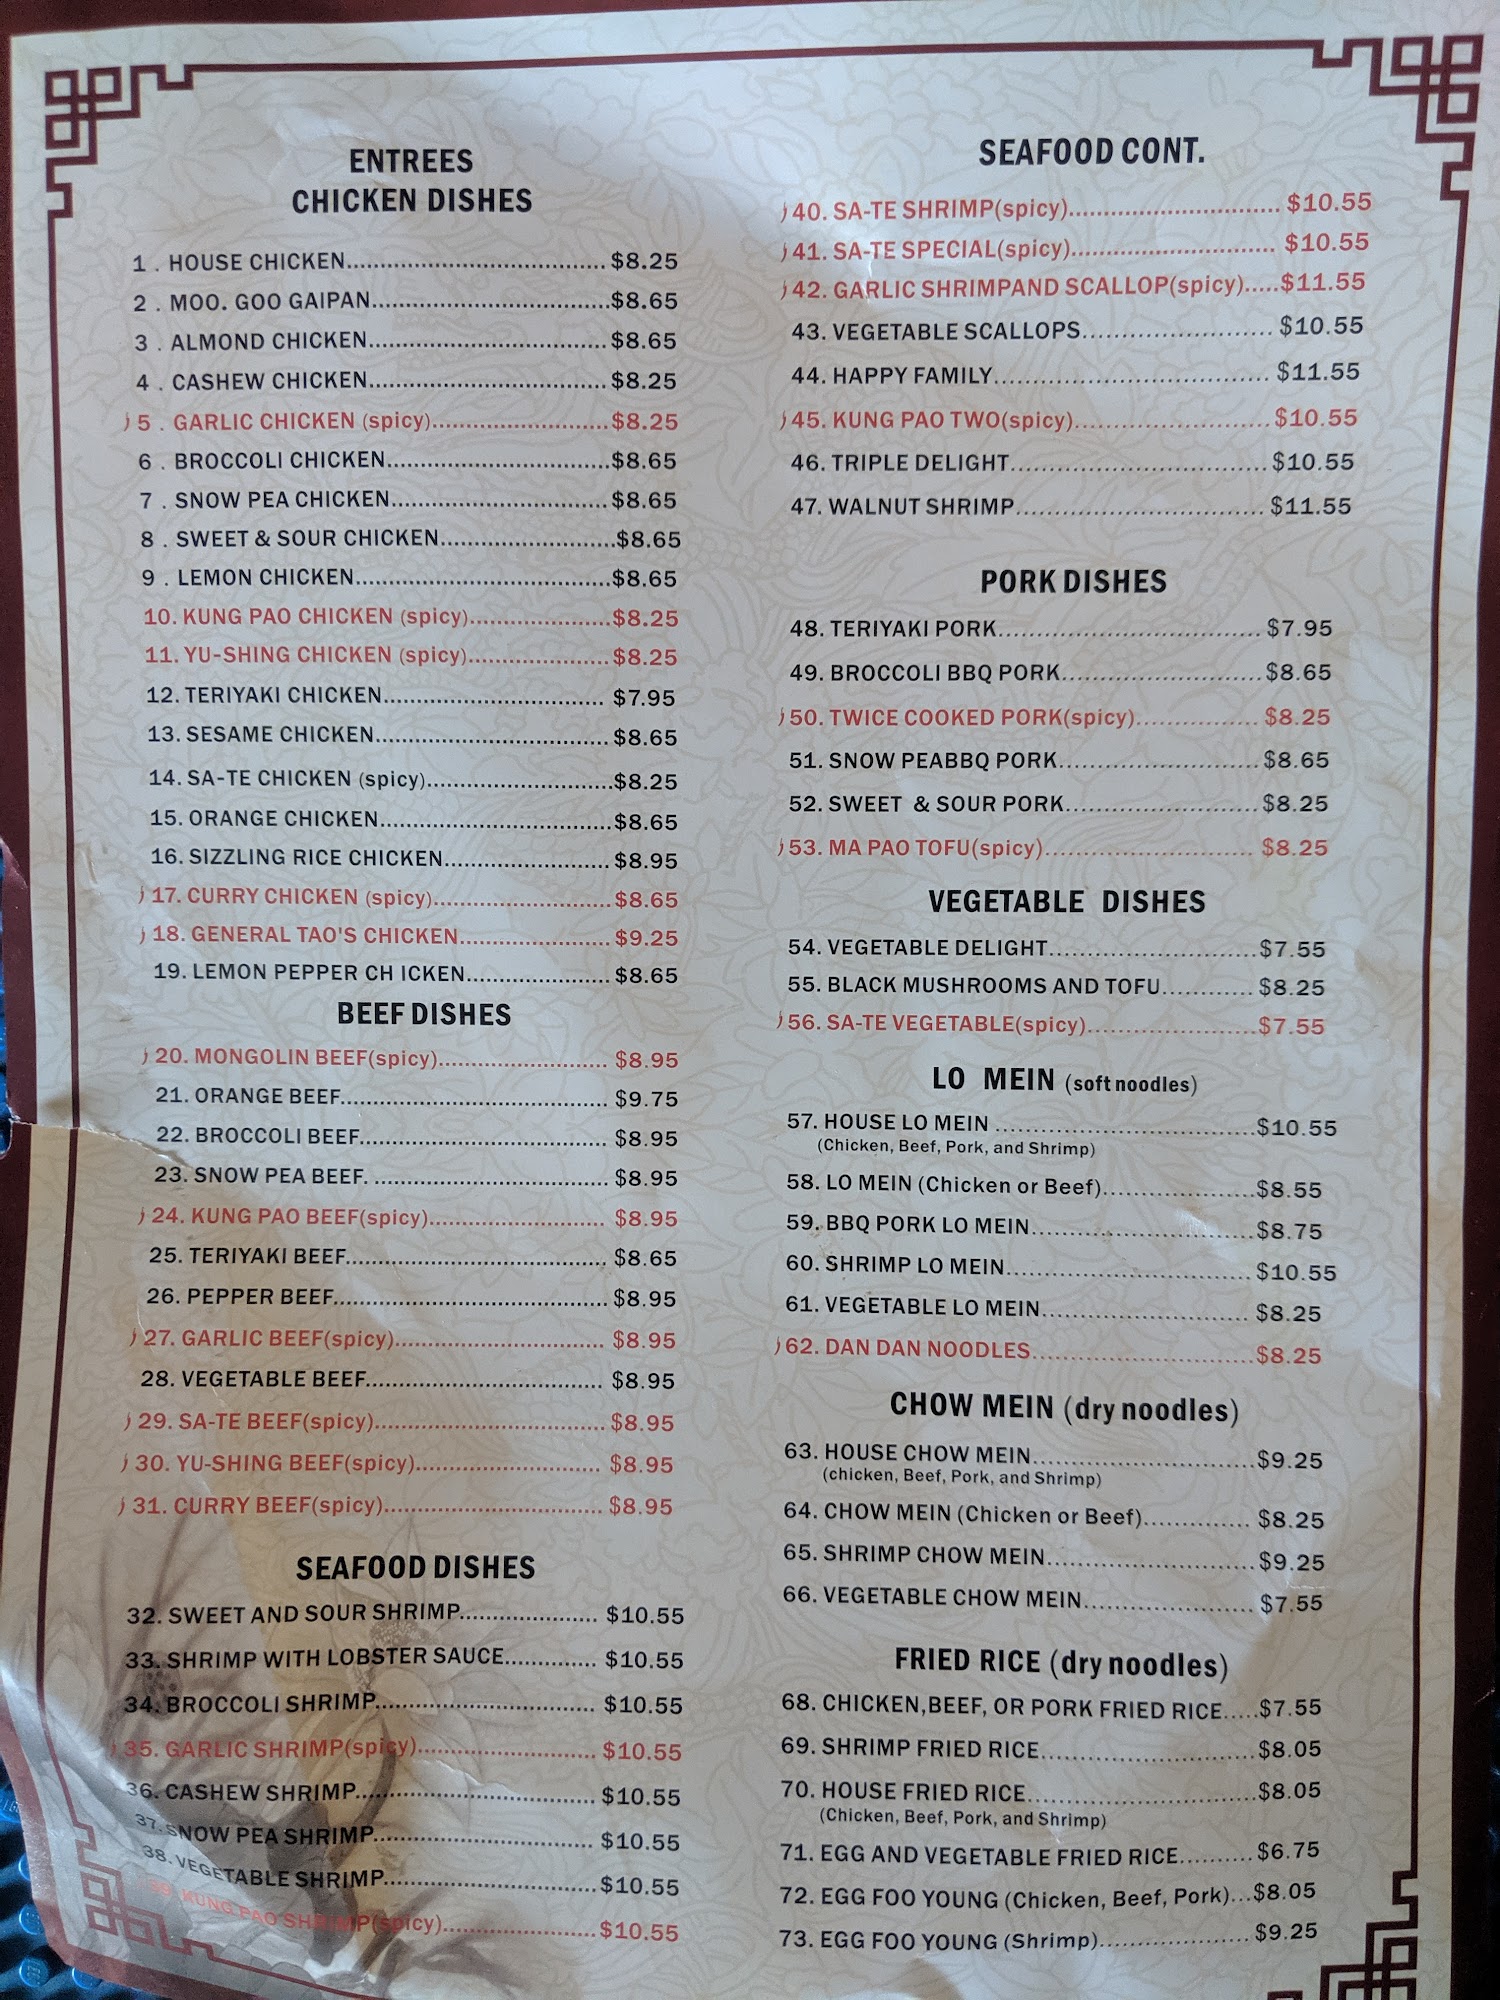 ENTREES
CHICKEN DISHES
1 . HOUSE CHICKEN................................... $8.25
2 . MOO. GOO GAIPAN................................$8.65
3 . ALMOND CHICKEN................................$8.65
4 . CASHEW CHICKEN................................$8.25
5 . GARLIC CHICKEN (spicy)........................$8.25
6 . BROCCOLI CHICKEN..............................$8.65
7 . SNOW PEA CHICKEN..............................$8.65
8 . SWEET & SOUR CHICKEN........................$8.65
9 . LEMON CHICKEN..................................$8.65
10. KUNG PAO CHICKEN (spicy)...................$8.25
11. YU-SHING CHICKEN (spicy)...................$8.25
12. TERIYAKI CHICKEN.............................. $7.95
13. SESAME CHICKEN................................$8.65
14. SA-TE CHICKEN (spicy).........................$8.25
15. ORANGE CHICKEN................................$8.65
16. SIZZLING RICE CHICKEN......................$8.95
17. CURRY CHICKEN (spicy)........................$8.65
18. GENERAL TAO'S CHICKEN.................... $9.25
19. LEMON PEPPER CH ICKEN................... $8.65
BEEF DISHES
20. MONGOLIN BEEF(spicy)....................... $8.95
21. ORANGE BEEF.................................... $9.75
22. BROCCOLI BEEF.................................. $8.95
23. SNOW PEA BEEF. ................................ $8.95
24. KUNG PAO BEEF(spicy)........................ $8.95
25. TERIYAKI BEEF.................................... $8.65
26. PEPPER BEEF......................................$8.95
27. GARLIC BEEF(spicy)............................. $8.95
28. VEGETABLE BEEF................................ $8.95
29. SA-TE BEEF(spicy)................................ $8.95
30. YU-SHING BEEF(spicy)......................... $8.95
31. CURRY BEEF(spicy).............................. $8.95
SEAFOOD DISHES
32. SWEET AND SOUR SHRIMP................... $10.55
33. SHRIMP WITH LOBSTER SAUCE............. $10.55
34. BROCCOLI SHRIMP.............................. $10.55
35. GARLIC SHRIMP(spicy)......................... $10.55
36. CASHEW SHRIMP................................. $10.55
37. SNOW PEA SHRIMP.............................. $10.55
38. VEGETABLE SHRIMP............................. $10.55
39. KUNG PAO SHRIMP(spicy)......................$10.55
SEAFOOD CONT.
40. SA-TE SHRIMP(spicy)............................. $10.55
41. SA-TE SPECIAL(spicy)............................ $10.55
42. GARLIC SHRIMPAND SCALLOP(spicy).....$11.55
43. VEGETABLE SCALLOPS........................ $10.55
44. HAPPY FAMILY.................................. $11.55
45. KUNG PAO TWO(spicy)........................ $10.55
46. TRIPLE DELIGHT................................. $10.55
47. WALNUT SHRIMP............................... $11.55
PORK DISHES
48. TERIYAKI PORK................................ $7.95
49. BROCCOLI BBQ PORK.........................$8.65
50. TWICE COOKED PORK(spicy)............... $8.25
51. SNOW PEABBQ PORK.........................$8.65
52. SWEET & SOUR PORK........................$8.25
53. MA PAO TOFU(spicy).......................... $8.25
VEGETABLE DISHES
54. VEGETABLE DELIGHT..........................$7.55
55. BLACK MUSHROOMS AND TOFU............ $8.25
56. SA-TE VEGETABLE(spicy).....................$7.55
LO MEIN (soft noodles)
57. HOUSE LO MEIN ................................$10.55
(Chicken, Beef, Pork, and Shrimp)
58. LO MEIN (Chicken or Beef)...................$8.55
59. BBQ PORK LO MEIN............................$8.75
60. SHRIMP LO MEIN............................... $10.55
61. VEGETABLE LO MEIN.......................... $8.25
62. DAN DAN NOODLES............................$8.25
CHOW MEIN (dry noodles)
63. HOUSE CHOW MEIN............................$9.25
(chicken, Beef, Pork, and Shrimp)
64. CHOW MEIN (Chicken or Beef).............. $8.25
65. SHRIMP CHOW MEIN..........................$9.25
66. VEGETABLE CHOW MEIN..................... $7.55
FRIED RICE (dry noodles)
68. CHICKEN,BEEF, OR PORK FRIED RICE.....$7.55
69. SHRIMP FRIED RICE...........................$8.05
70. HOUSE FRIED RICE.............................$8.05
(Chicken, Beef, Pork, and Shrimp)
71. EGG AND VEGETABLE FRIED RICE..........$6.75
72. EGG FOO YOUNG (Chicken, Beef, Pork)...$8.05
73. EGG FOO YOUNG (Shrimp)....................$9.25